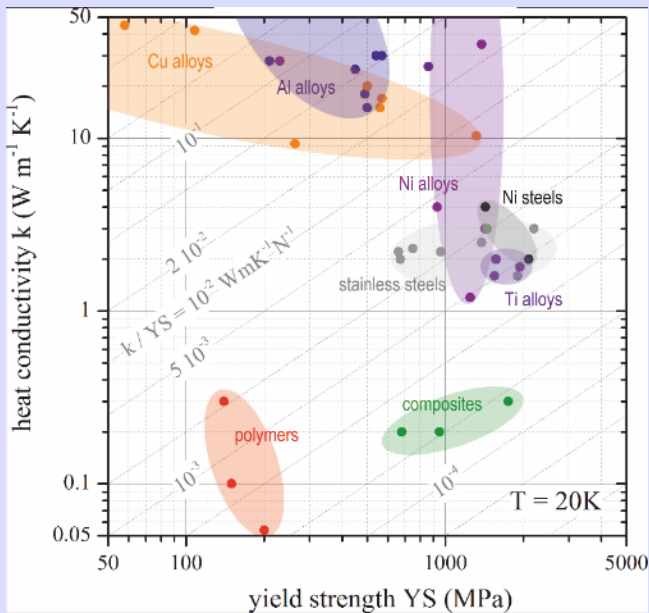 50
10
1
0.1
0.05
heat conductivity k (W m⁻¹ K⁻¹)
Cu alloys
Al alloys
10⁻¹
2 10⁻²
Ni alloys
Ni steels
stainless steels
Ti alloys
k / YS = 10⁻² WmK⁻¹N⁻¹
5 10⁻³
composites
polymers
10⁻³
10⁻⁴
T = 20K
50
100
1000
5000
yield strength YS (MPa)